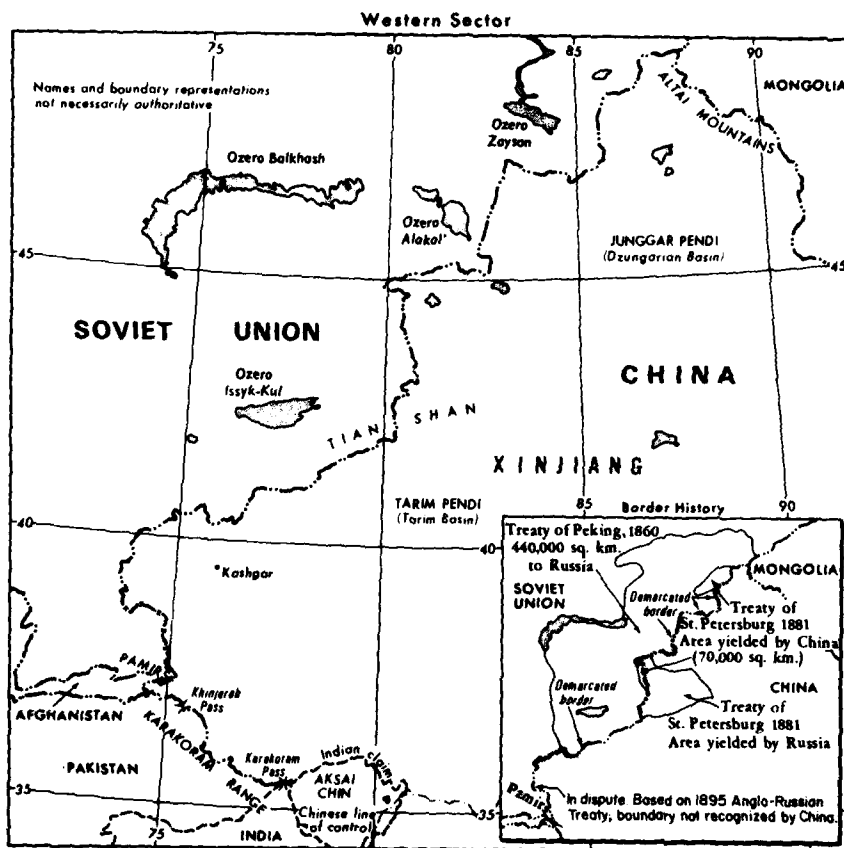 Western Sector
75
80
85
90
Names and boundary representations
not necessarily authoritative
MONGOLIA
ALTAI MOUNTAINS
Ozero
Zaysan
Ozero Balkhash
Ozero
Alakol'
JUNGGAR PENDI
(Dzungarian Basin)
45
45
SOVIET UNION
CHINA
Ozero
Issyk-Kul
TIAN SHAN
XINJIANG
TARIM PENDI
(Tarim Basin)
40
40
Kashgar
PAMIR
Khinjerab
Pass
AFGHANISTAN
KARAKORAM RANGE
Karakoram
Pass
Indian claim
PAKISTAN
AKSAI
CHIN
Chinese line
of control
35
35
75
INDIA
85
Border History
90
Treaty of Peking, 1860
440,000 sq. km.
to Russia
MONGOLIA
SOVIET
UNION
Demarcated
border
Treaty of
St. Petersburg 1881
Area yielded by China
(70,000 sq. km.)
CHINA
Demarcated
border
Treaty of
St. Petersburg 1881
Area yielded by Russia
Pamir
In dispute. Based on 1895 Anglo-Russian
Treaty; boundary not recognized by China.